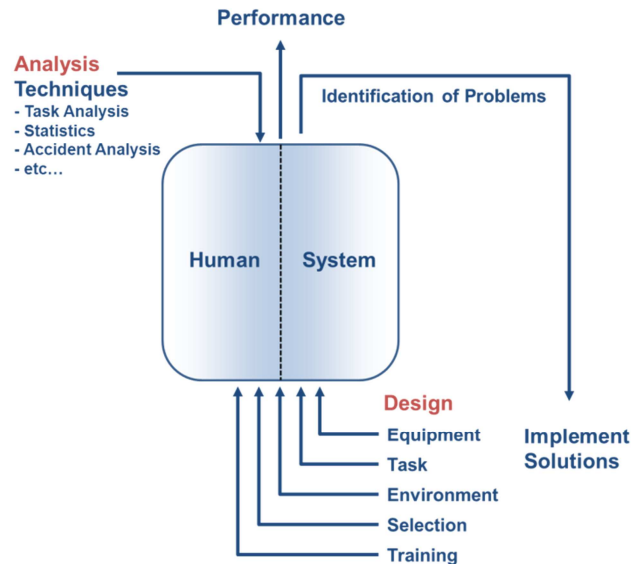 Performance
Analysis
Techniques
- Task Analysis
- Statistics
- Accident Analysis
- etc...
Identification of Problems
Human
System
Design
Equipment
Task
Environment
Selection
Training
Implement
Solutions